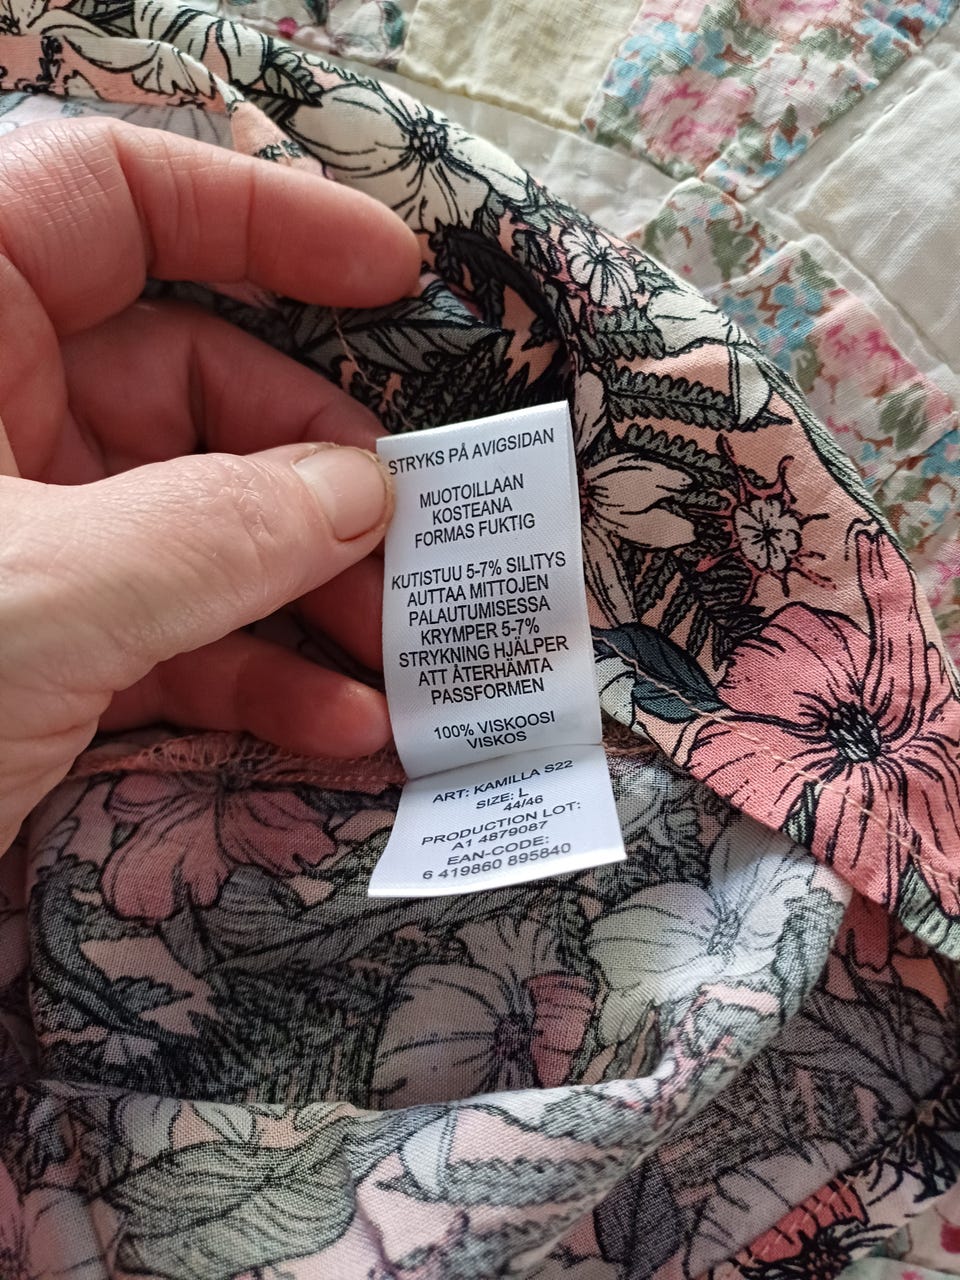 STRYKS PÅ AVIGSIDAN
MUOTOILLAAN
KOSTEANA
FORMAS FUKTIG
KUTISTUU 5-7% SILITYS
AUTTAA MITTOJEN
PALAUTUMISESSA
KRYMPER 5-7%
STRYKNING HJÄLPER
ATT ÅTERHÄMTA
PASSFORMEN
100% VISKOOSI
VISKOS
ART: KAMILLA S22
SIZE: L
44/46
PRODUCTION LOT:
A1 4879087
EAN-CODE:
6 419860 895840